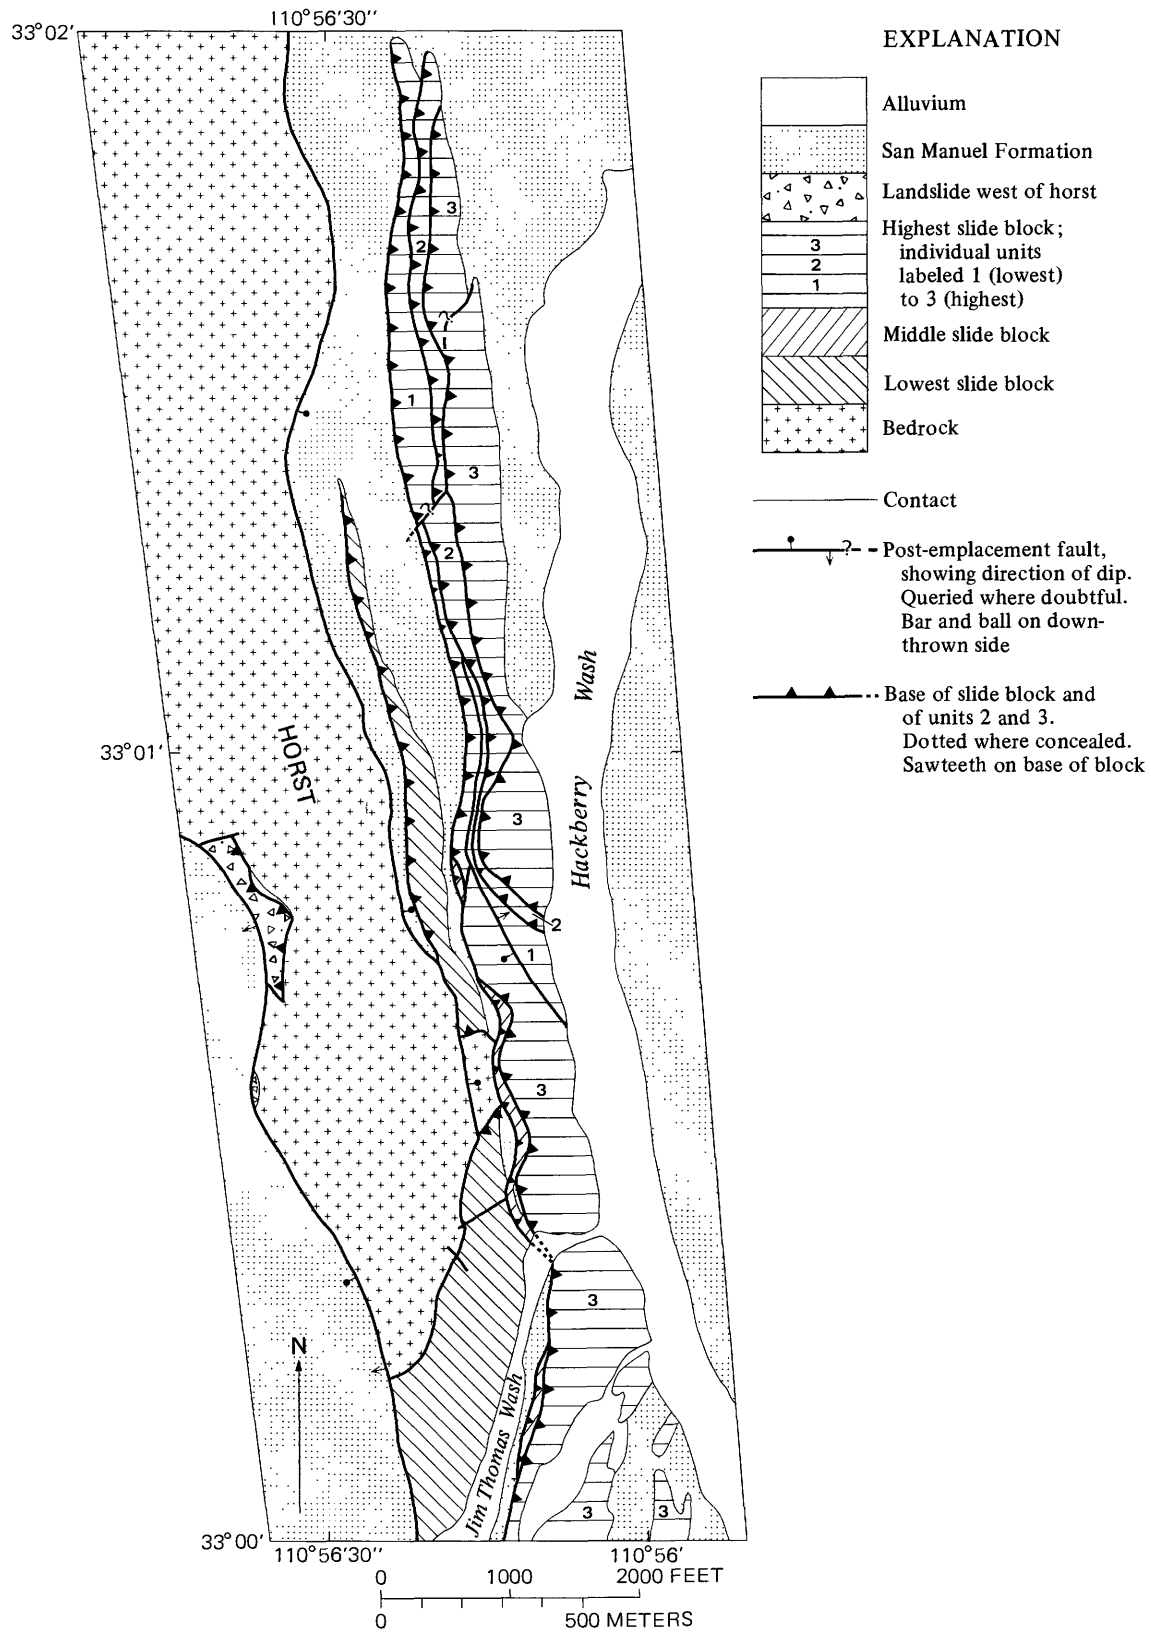 110°56'30"
33°02'
EXPLANATION
Alluvium
San Manuel Formation
Landslide west of horst
Highest slide block;
individual units
labeled 1 (lowest)
to 3 (highest)
3
2
1
Middle slide block
Lowest slide block
Bedrock
Contact
?
Post-emplacement fault,
showing direction of dip.
Queried where doubtful.
Bar and ball on down-
thrown side
Base of slide block and
of units 2 and 3.
Dotted where concealed.
Sawteeth on base of block
3
2
?
1
3
?
2
33°01'
HORST
Hackberry Wash
3
2
1
3
3
N
Jim Thomas Wash
3
3
33°00'
110°56'30"
110°56'
0 1000 2000 FEET
0 500 METERS